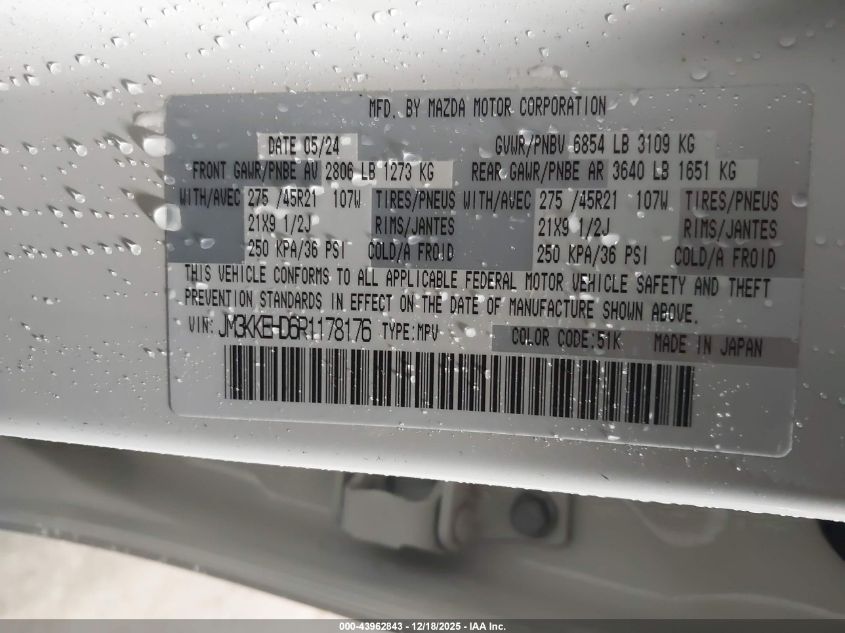 MFD. BY MAZDA MOTOR CORPORATION
DATE 05/24 GVWR/PNBV 6854 LB 3109 KG
FRONT GAWR/PNBE AV 2806 LB 1273 KG REAR GAWR/PNBE AR 3640 LB 1651 KG
WITH/AVEC 275 /45R21 107W TIRES/PNEUS WITH/AVEC 275 /45R21 107W TIRES/PNEUS
21X9 1/2J RIMS/JANTES 21X9 1/2J RIMS/JANTES
250 KPA/36 PSI COLD/A FROID 250 KPA/36 PSI COLD/A FROID
THIS VEHICLE CONFORMS TO ALL APPLICABLE FEDERAL MOTOR VEHICLE SAFETY AND THEFT
PREVENTION STANDARDS IN EFFECT ON THE DATE OF MANUFACTURE SHOWN ABOVE.
VIN: JM3KKEHD6R1178176 TYPE:MPV COLOR CODE:51K MADE IN JAPAN
000-43962843 / 12/18/2025 - IAA Inc.